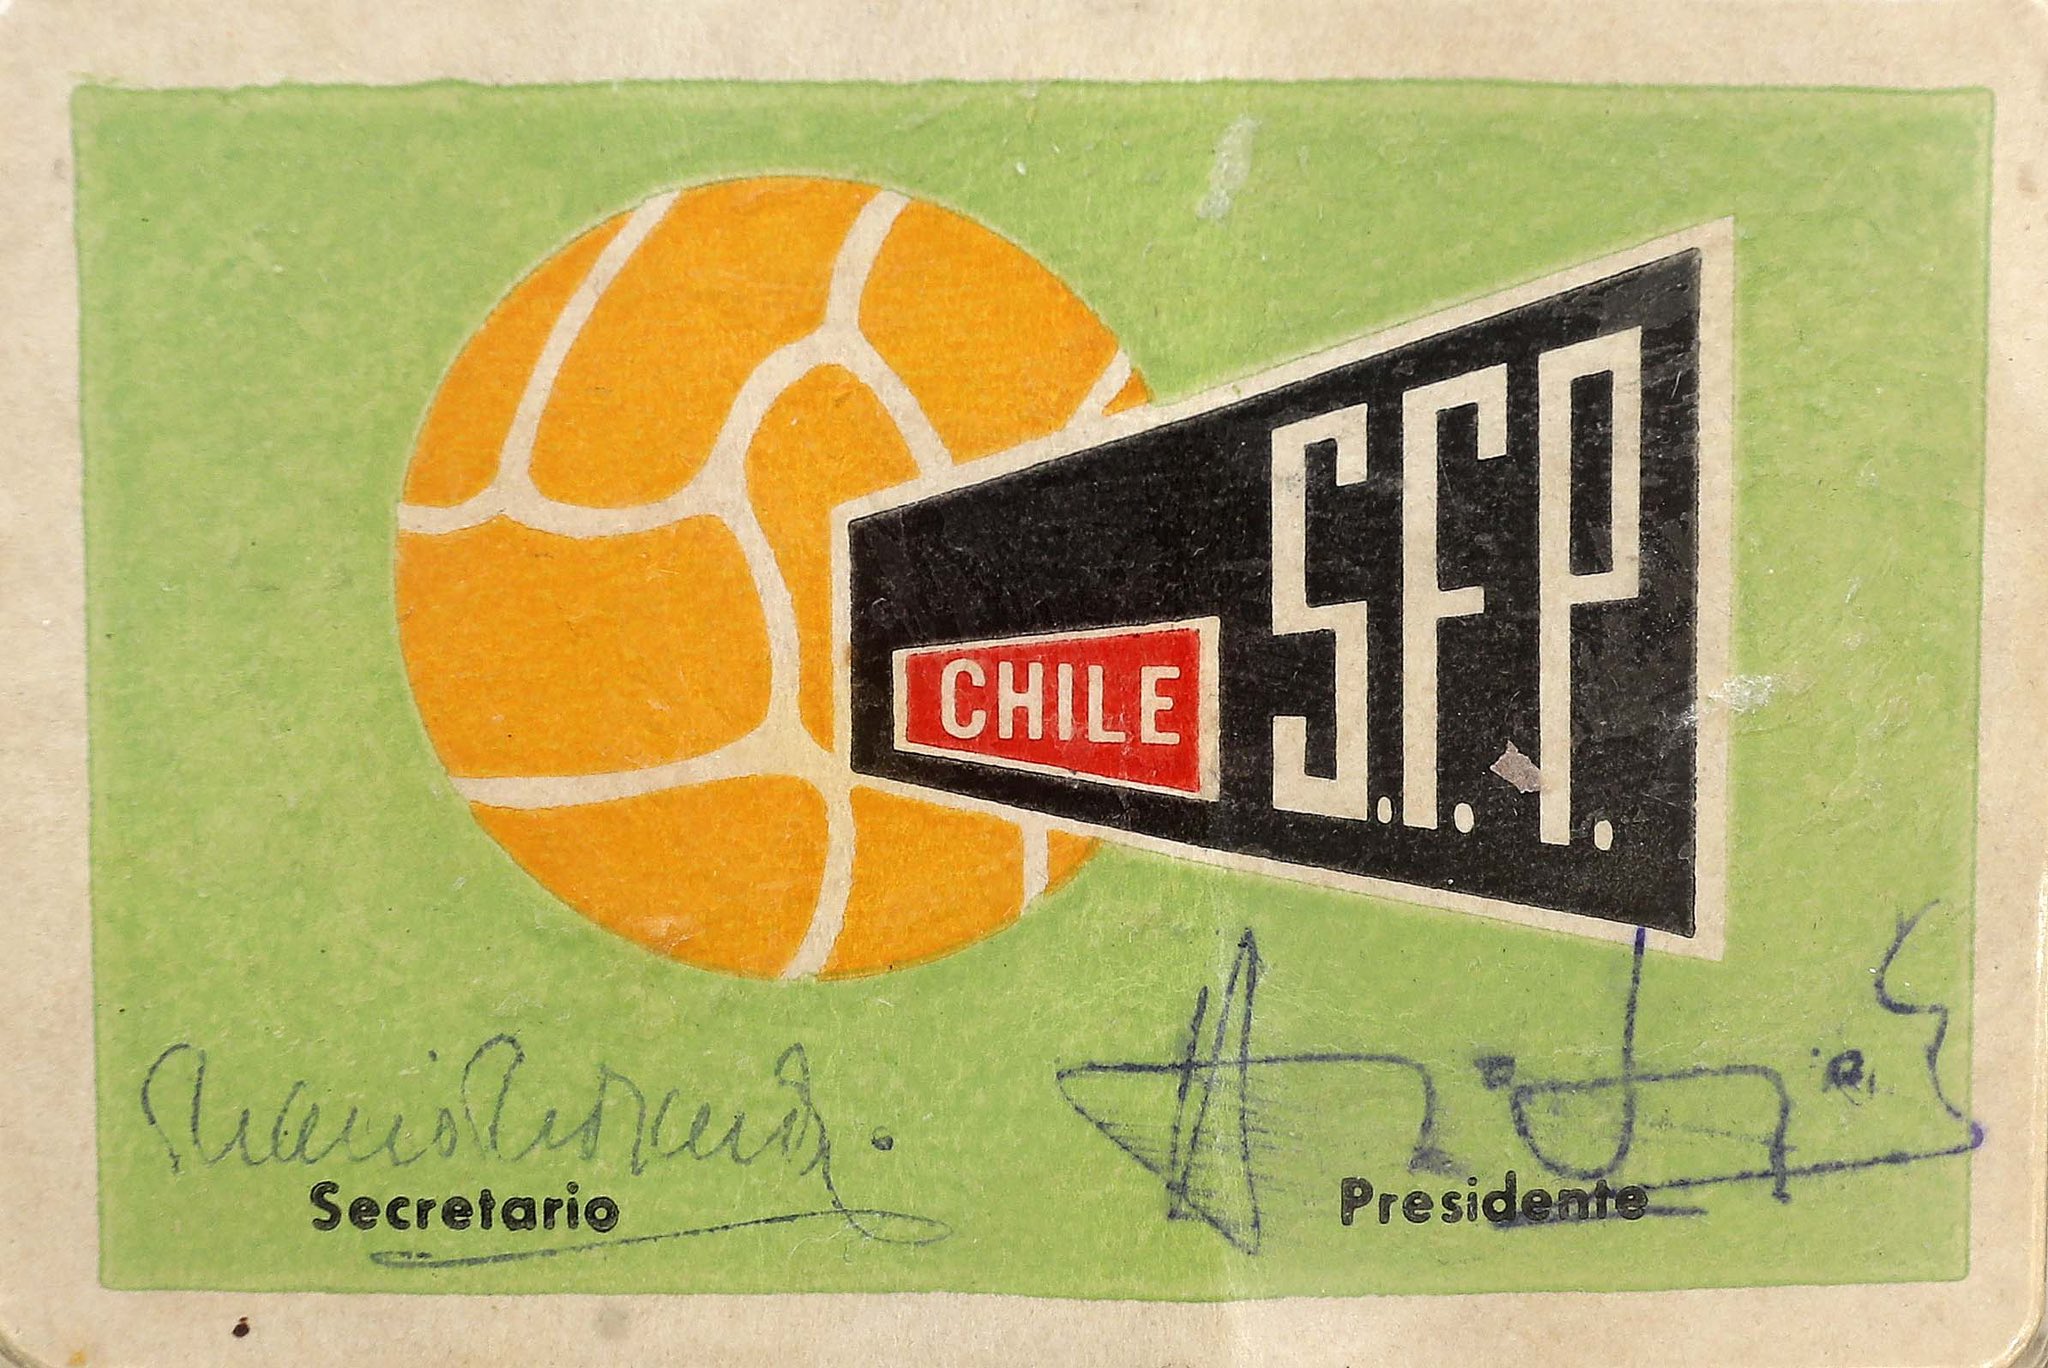 S.F.P.
CHILE
Secretario
Presidente